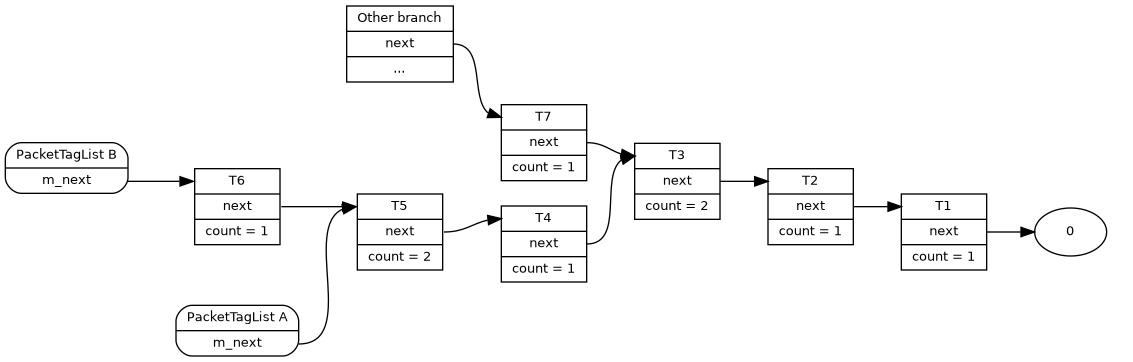 Other branch
next
...
T7
next
count = 1
PacketTagList B
m_next
T6
next
count = 1
T5
next
count = 2
T4
next
count = 1
T3
next
count = 2
T2
next
count = 1
T1
next
count = 1
0
PacketTagList A
m_next